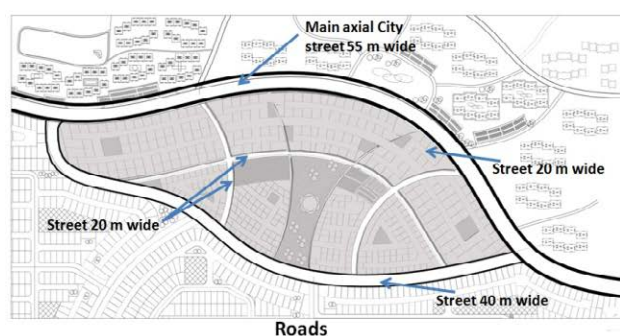 Main axial City
street 55 m wide
Street 20 m wide
Street 20 m wide
Street 40 m wide
Roads